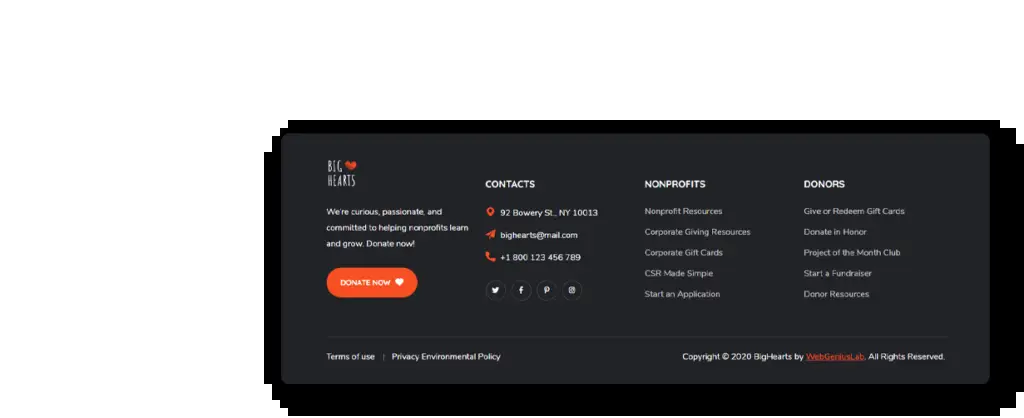 BIG
HEARTS
We're curious, passionate, and
committed to helping nonprofits learn
and grow. Donate now!
DONATE NOW
CONTACTS
92 Bowery St., NY 10013
bighearts@mail.com
+1 800 123 456 789
NONPROFITS
Nonprofit Resources
Corporate Giving Resources
Corporate Gift Cards
CSR Made Simple
Start an Application
DONORS
Give or Redeem Gift Cards
Donate in Honor
Project of the Month Club
Start a Fundraiser
Donor Resources
Terms of use | Privacy Environmental Policy
Copyright © 2020 BigHearts by WebGeniusLab. All Rights Reserved.